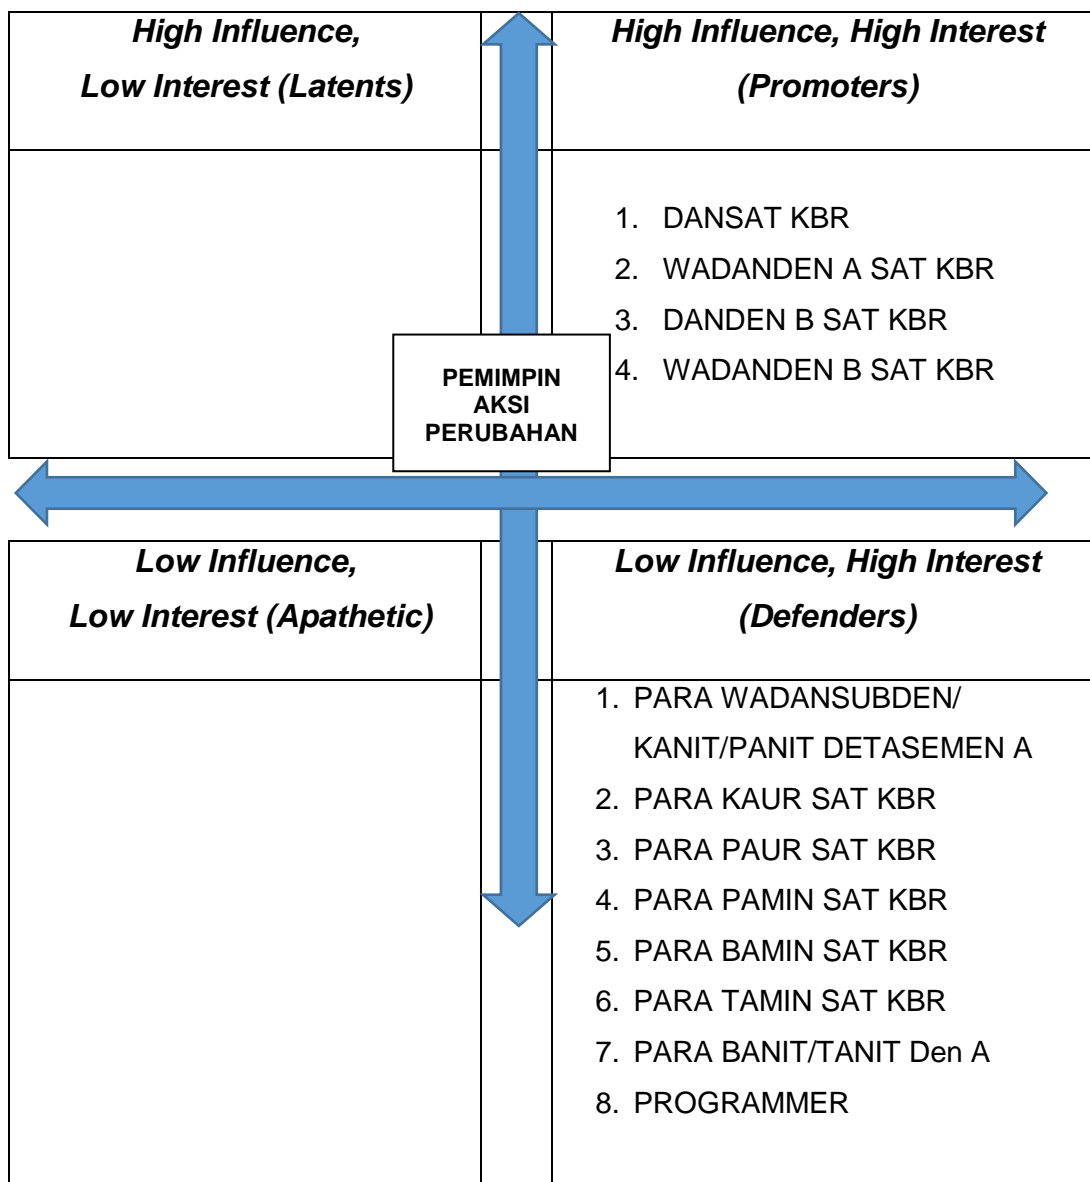 High Influence,
Low Interest (Latents)
High Influence, High Interest
(Promoters)
1. DANSAT KBR
2. WADANDEN A SAT KBR
3. DANDEN B SAT KBR
4. WADANDEN B SAT KBR
PEMIMPIN
AKSI
PERUBAHAN
Low Influence,
Low Interest (Apathetic)
Low Influence, High Interest
(Defenders)
1. PARA WADANSUBDEN/
KANIT/PANIT DETASEMEN A
2. PARA KAUR SAT KBR
3. PARA PAUR SAT KBR
4. PARA PAMIN SAT KBR
5. PARA BAMIN SAT KBR
6. PARA TAMIN SAT KBR
7. PARA BANIT/TANIT Den A
8. PROGRAMMER